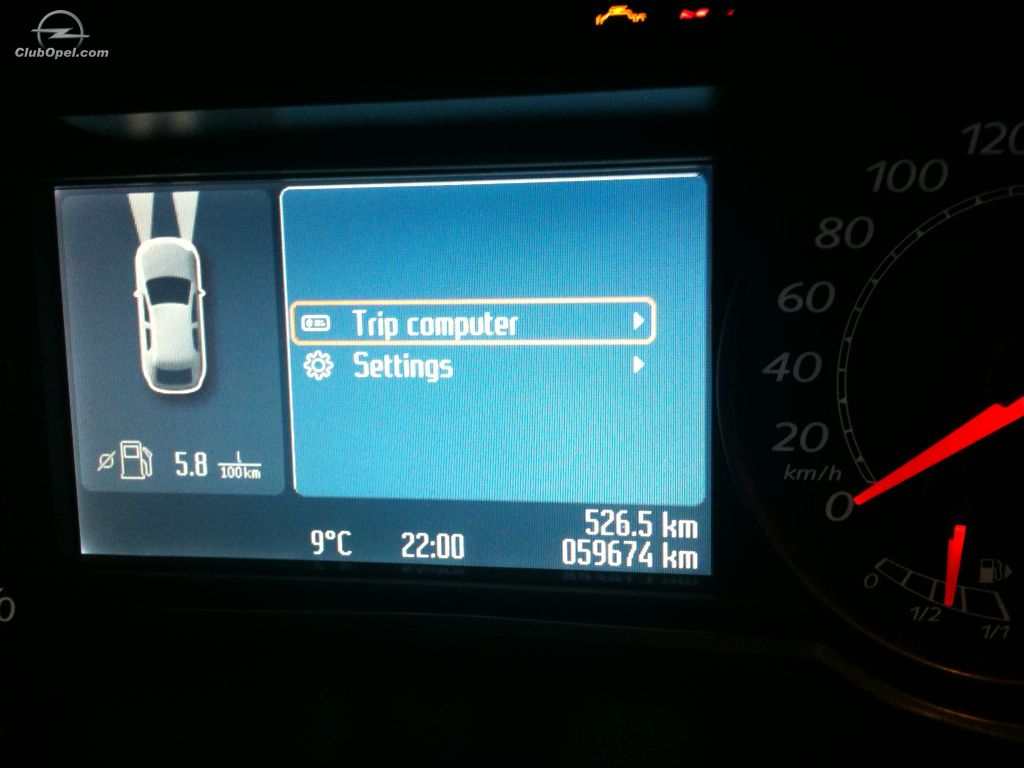 ClubOpel.com
Trip computer
Settings
5.8 100km
526.5 km
9°C 22:00 059674 km
120
100
80
60
40
20
km/h
0
0 1/2 1/1
%